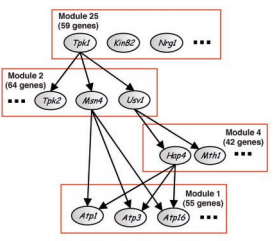 Module 25
(59 genes)
Tpk1 Kin82 Nrg1
Module 2
(64 genes)
Tpk2 Msn4 Usv1
Module 4
(42 genes)
Hap4 Mth1
Module 1
(55 genes)
Atp1 Atp3 Atp16